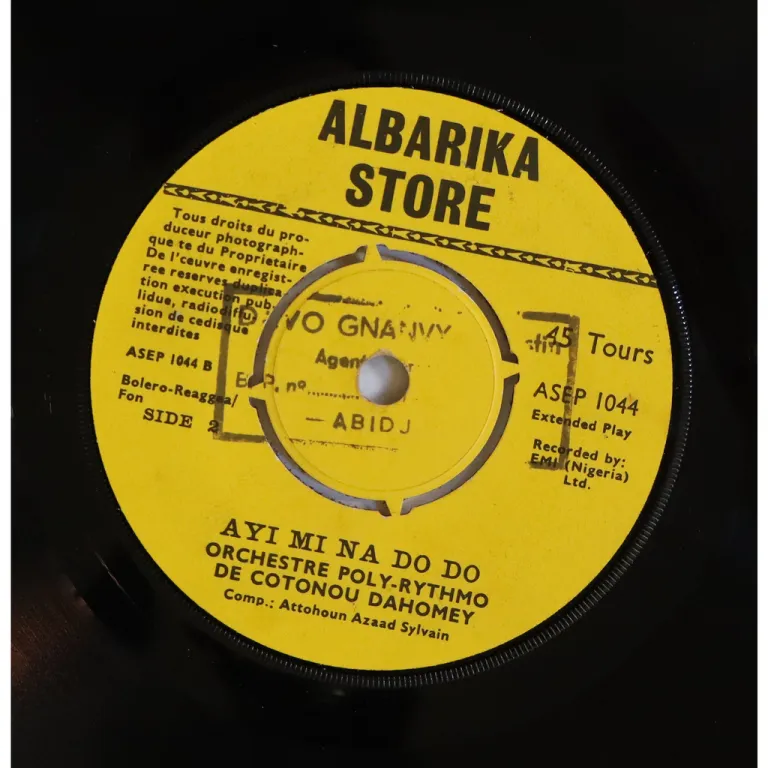 ALBARIKA
STORE
Tous droits du pro-
duceur photograph-
que te du Proprietaire
De l'œuvre enregist-
ree reserves duplica-
tion execution pub-
lidue, radiodifu
sion de cedisque
interdites
ASEP 1044 B
Bolero-Reaggea/
Fon
SIDE 2
VO GNANVY
Agent
B.P. nº
— ABIDJ
45 Tours
ASEP 1044
Extended Play
Recorded by:
EMI (Nigeria)
Ltd.
AYI MI NA DO DO
ORCHESTRE POLY-RYTHMO
DE COTONOU DAHOMEY
Comp.: Attohoun Azaad Sylvain